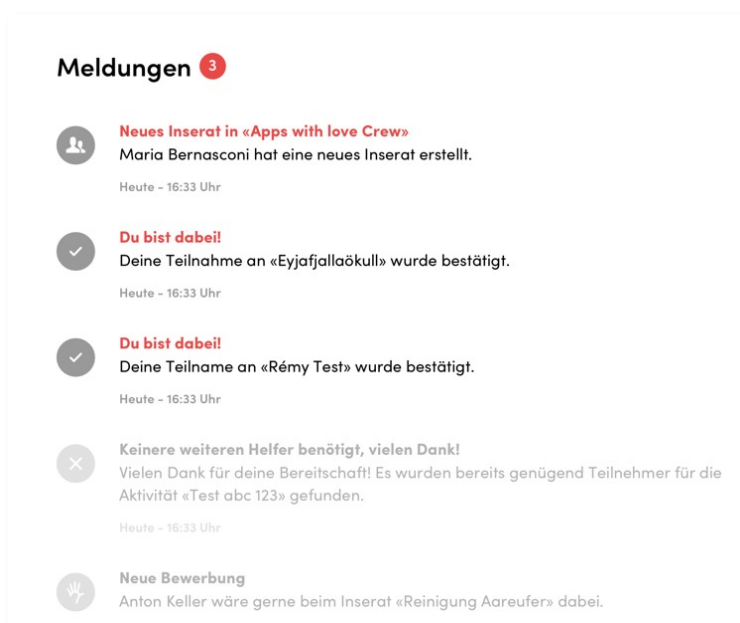 Meldungen 3
Neues Inserat in «Apps with love Crew»
Maria Bernasconi hat eine neues Inserat erstellt.
Heute - 16:33 Uhr
Du bist dabei!
Deine Teilnahme an «Eyjafjallaökull» wurde bestätigt.
Heute - 16:33 Uhr
Du bist dabei!
Deine Teilname an «Rémy Test» wurde bestätigt.
Heute - 16:33 Uhr
Keinere weiteren Helfer benötigt, vielen Dank!
Vielen Dank für deine Bereitschaft! Es wurden bereits genügend Teilnehmer für die
Aktivität «Test abc 123» gefunden.
Heute - 16:33 Uhr
Neue Bewerbung
Anton Keller wäre gerne beim Inserat «Reinigung Aareufer» dabei.